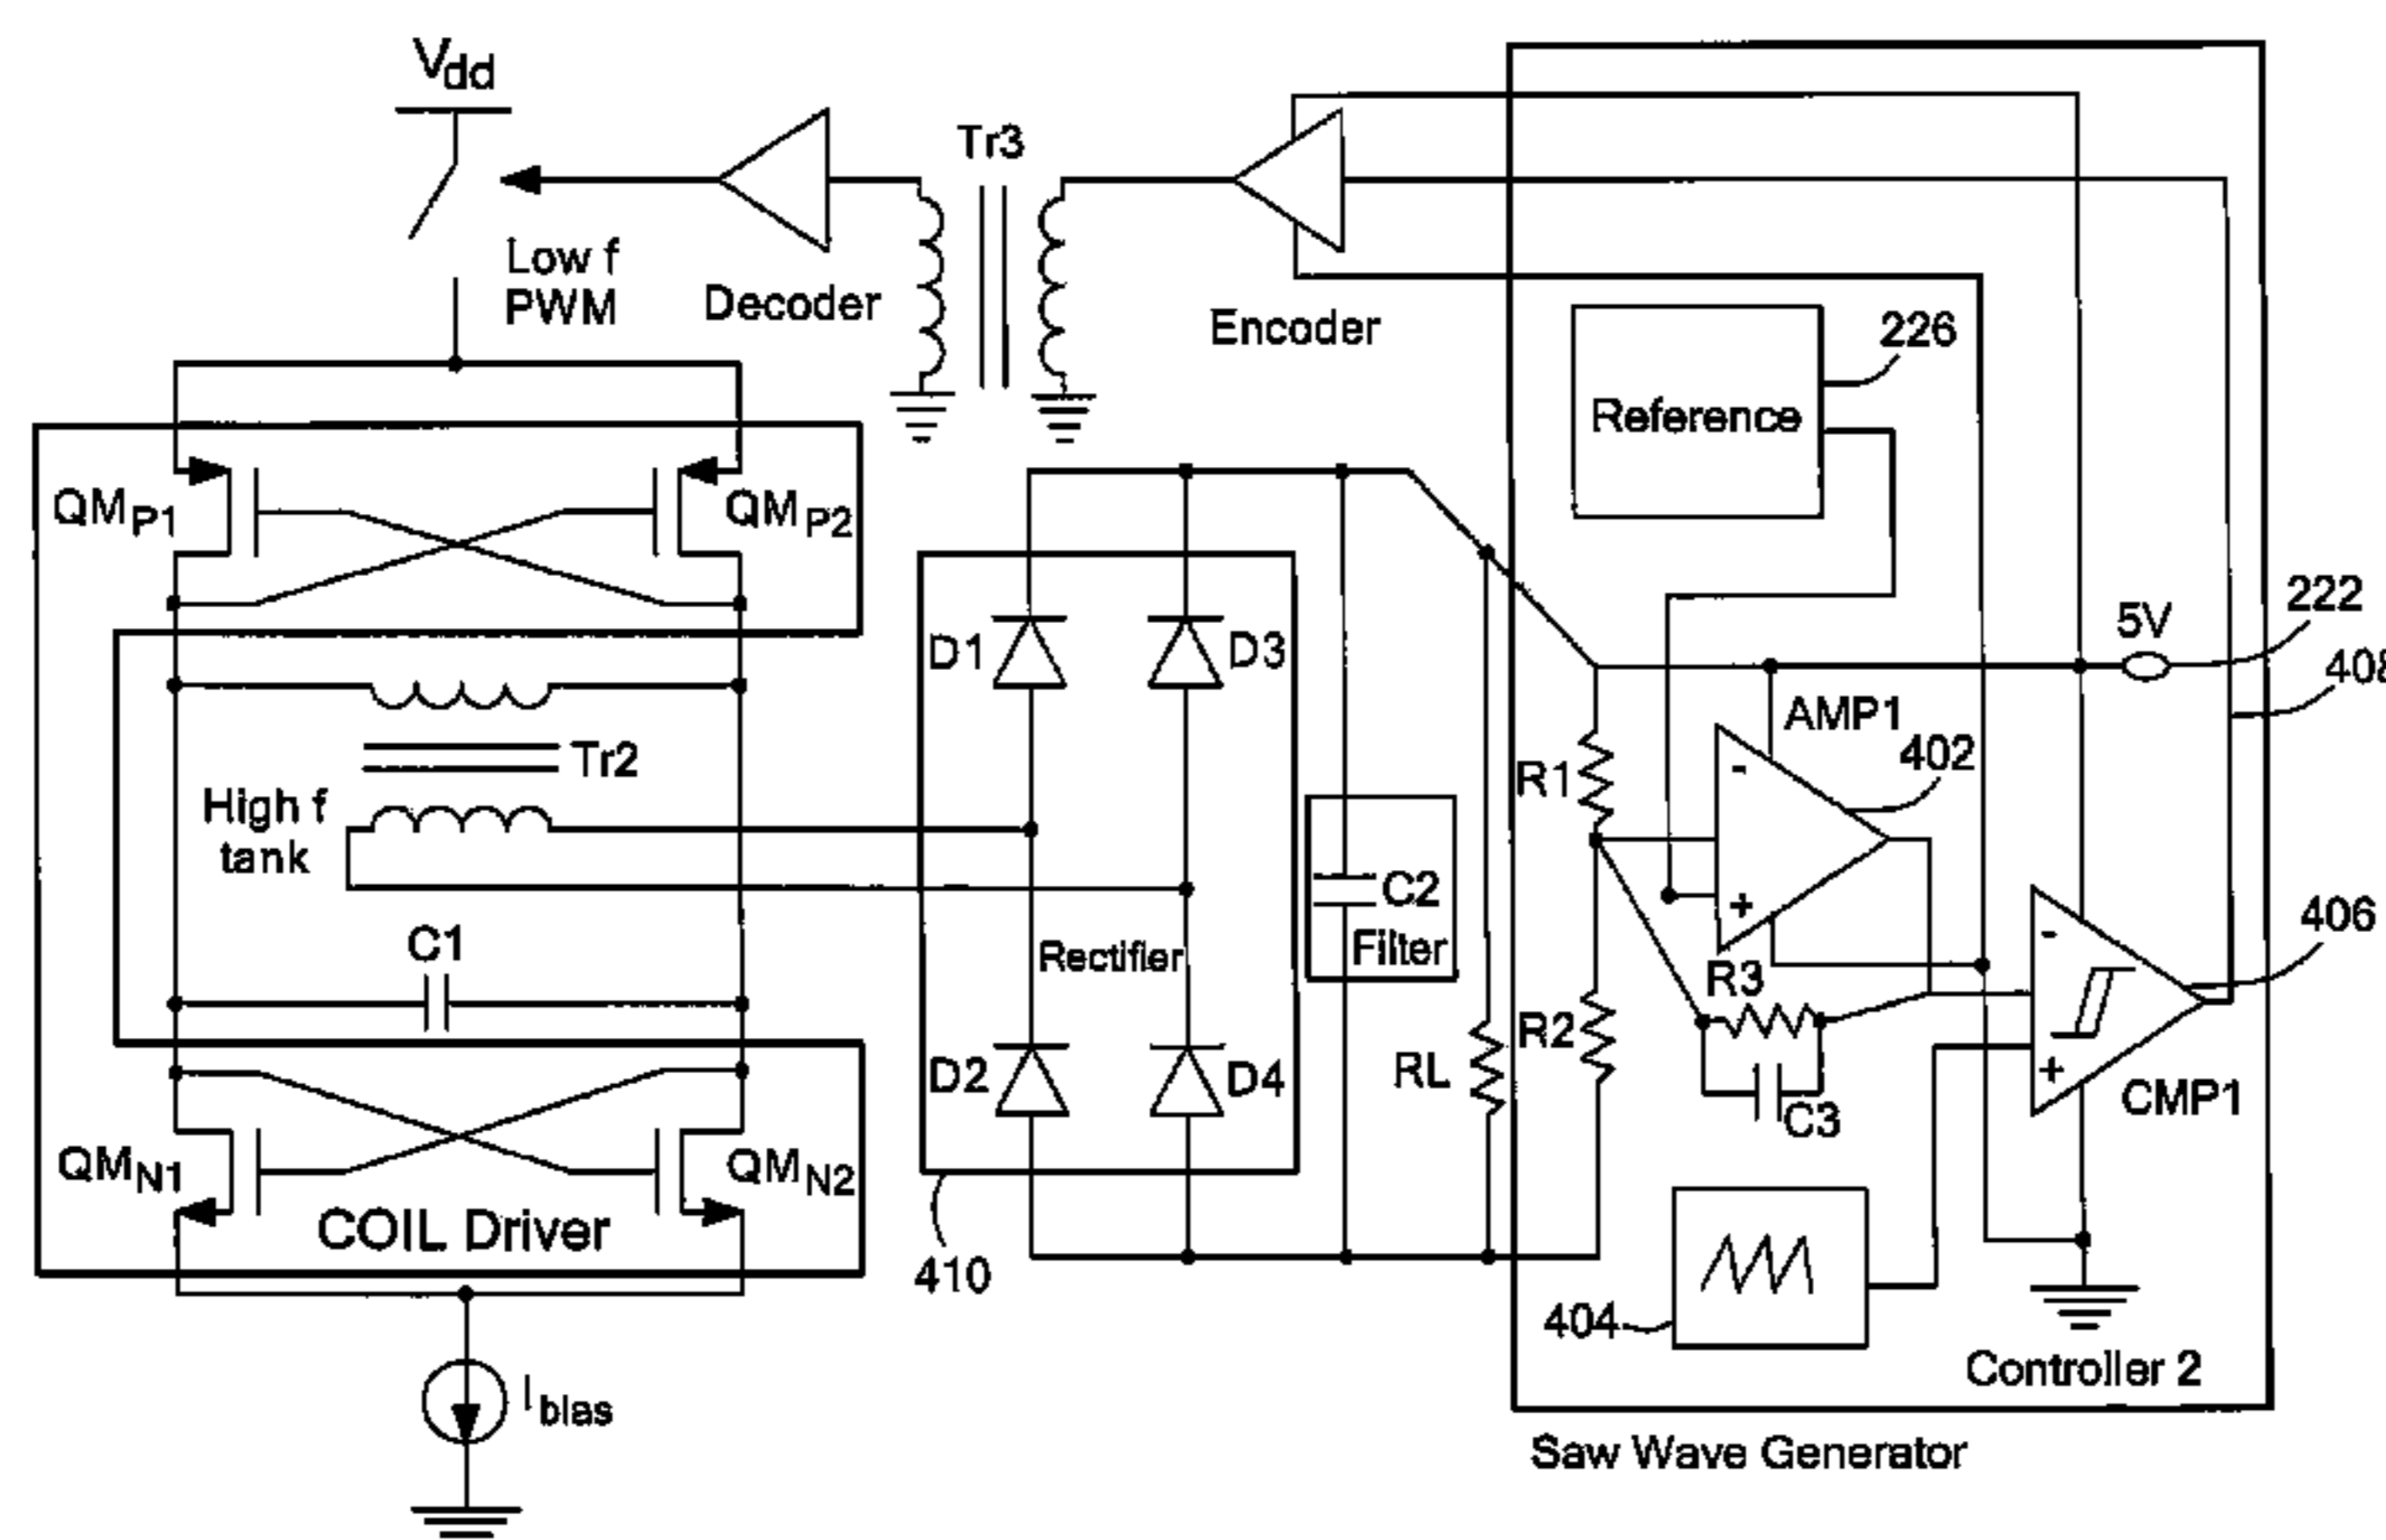 Vdd
Tr3
Low f
PWM
Decoder
Encoder
226
Reference
QMP1
QMP2
D1
D3
5V
222
408
AMP1
402
Tr2
High f
tank
R1
-
+
C1
C2
Filter
Rectifier
R3
406
-
+
CMP1
D2
D4
RL
R2
C3
QMN1
QMN2
COIL Driver
410
404
Controller 2
Ibias
Saw Wave Generator